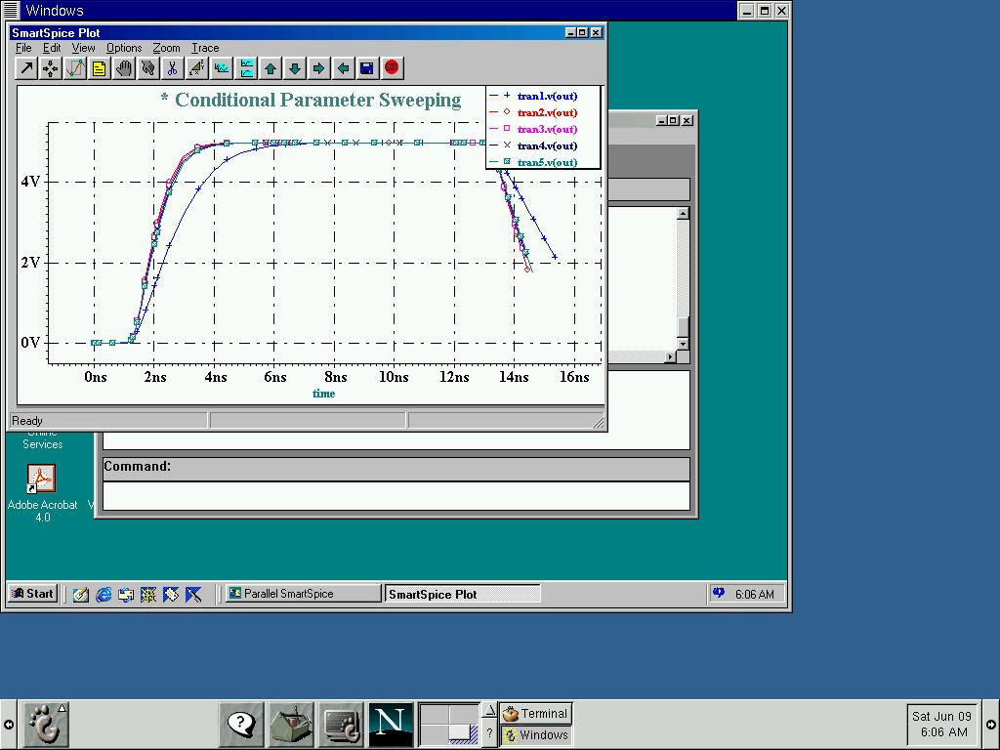 Windows
SmartSpice Plot
File Edit View Options Zoom Trace
* Conditional Parameter Sweeping
tran1.v(out)
tran2.v(out)
tran3.v(out)
tran4.v(out)
tran5.v(out)
4V
2V
0V
0ns 2ns 4ns 6ns 8ns 10ns 12ns 14ns 16ns
time
Ready
Online
Services
Command:
Adobe Acrobat
4.0
V
Start
Parallel SmartSpice
SmartSpice Plot
6:06 AM
N
?
Terminal
Windows
Sat Jun 09
6:06 AM